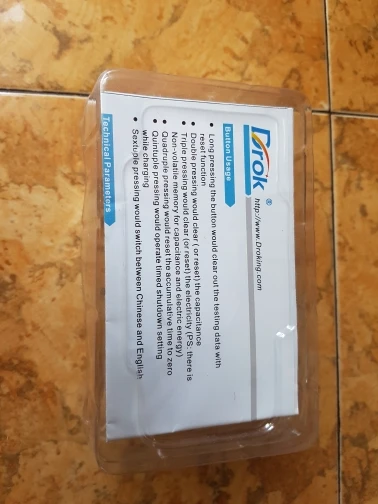 Drok ®
http://www.Droking.com
Button Usage
• Long pressing the button would clear out the testing data with
reset function
• Double pressing would clear ( or reset) the capacitance
• Triple pressing would clear (or reset) the electricity (PS: there is
Non-volatile memory for capacitance and electric energy)
• Quadruple pressing would reset the accumulative time to zero
• Quintuple pressing would operate timed shutdown setting
while charging
• Sextuple pressing would switch between Chinese and English
Technical Parameters